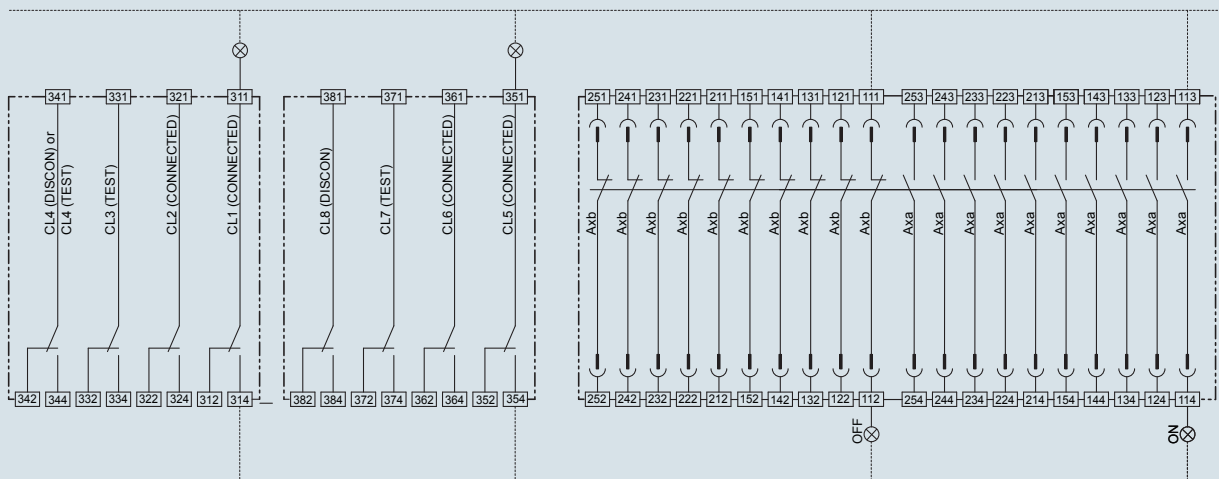 341 331 321 311 381 371 361 351 251 241 231 221 211 151 141 131 121 111 253 243 233 223 213 153 143 133 123 113
CL4 (DISCON) or
CL4 (TEST)
CL3 (TEST)
CL2 (CONNECTED)
CL1 (CONNECTED)
CL8 (DISCON)
CL7 (TEST)
CL6 (CONNECTED)
CL5 (CONNECTED)
Axb Axb Axb Axb Axb Axb Axb Axb Axb Axb Axa Axa Axa Axa Axa Axa Axa Axa Axa Axa
342 344 332 334 322 324 312 314 382 384 372 374 362 364 352 354 252 242 232 222 212 152 142 132 122 112 254 244 234 224 214 154 144 134 124 114
OFF
ON